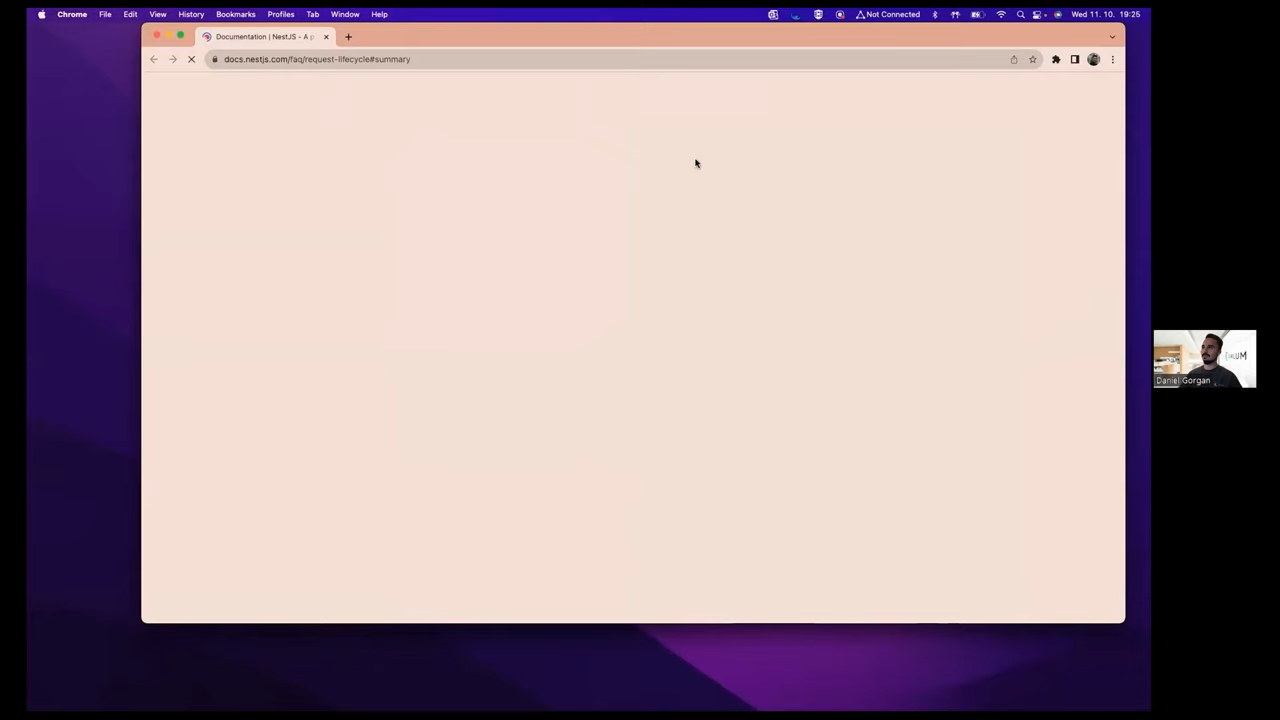 Chrome File Edit View History Bookmarks Profiles Tab Window Help Not Connected Wed 11. 10. 19:25
Documentation | NestJS - A p
docs.nestjs.com/faq/request-lifecycle#summary
Daniel Gorgan